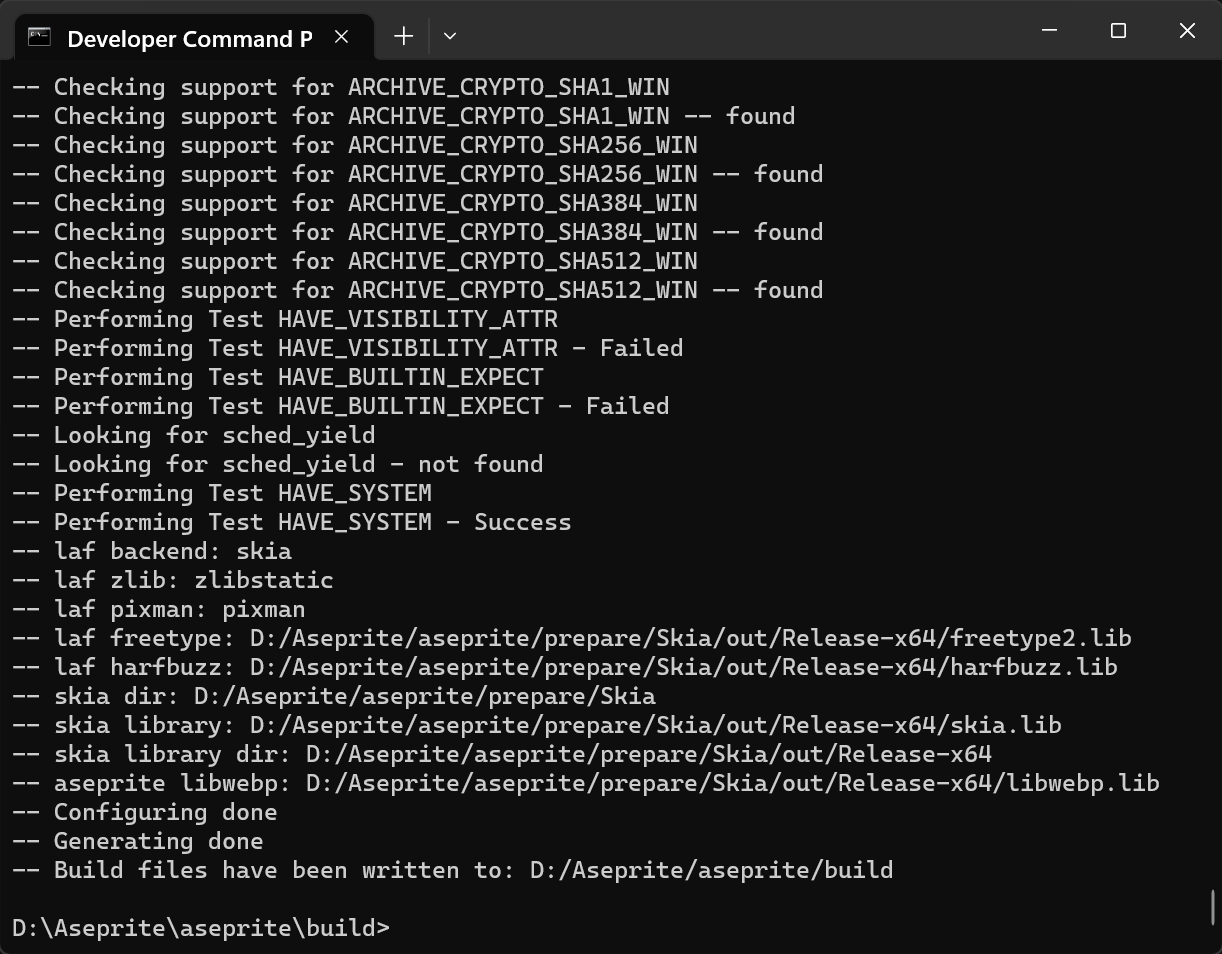 Developer Command P
-- Checking support for ARCHIVE_CRYPTO_SHA1_WIN
-- Checking support for ARCHIVE_CRYPTO_SHA1_WIN -- found
-- Checking support for ARCHIVE_CRYPTO_SHA256_WIN
-- Checking support for ARCHIVE_CRYPTO_SHA256_WIN -- found
-- Checking support for ARCHIVE_CRYPTO_SHA384_WIN
-- Checking support for ARCHIVE_CRYPTO_SHA384_WIN -- found
-- Checking support for ARCHIVE_CRYPTO_SHA512_WIN
-- Checking support for ARCHIVE_CRYPTO_SHA512_WIN -- found
-- Performing Test HAVE_VISIBILITY_ATTR
-- Performing Test HAVE_VISIBILITY_ATTR - Failed
-- Performing Test HAVE_BUILTIN_EXPECT
-- Performing Test HAVE_BUILTIN_EXPECT - Failed
-- Looking for sched_yield
-- Looking for sched_yield - not found
-- Performing Test HAVE_SYSTEM
-- Performing Test HAVE_SYSTEM - Success
-- laf backend: skia
-- laf zlib: zlibstatic
-- laf pixman: pixman
-- laf freetype: D:/Aseprite/aseprite/prepare/Skia/out/Release-x64/freetype2.lib
-- laf harfbuzz: D:/Aseprite/aseprite/prepare/Skia/out/Release-x64/harfbuzz.lib
-- skia dir: D:/Aseprite/aseprite/prepare/Skia
-- skia library: D:/Aseprite/aseprite/prepare/Skia/out/Release-x64/skia.lib
-- skia library dir: D:/Aseprite/aseprite/prepare/Skia/out/Release-x64
-- aseprite libwebp: D:/Aseprite/aseprite/prepare/Skia/out/Release-x64/libwebp.lib
-- Configuring done
-- Generating done
-- Build files have been written to: D:/Aseprite/aseprite/build
D:\Aseprite\aseprite\build>